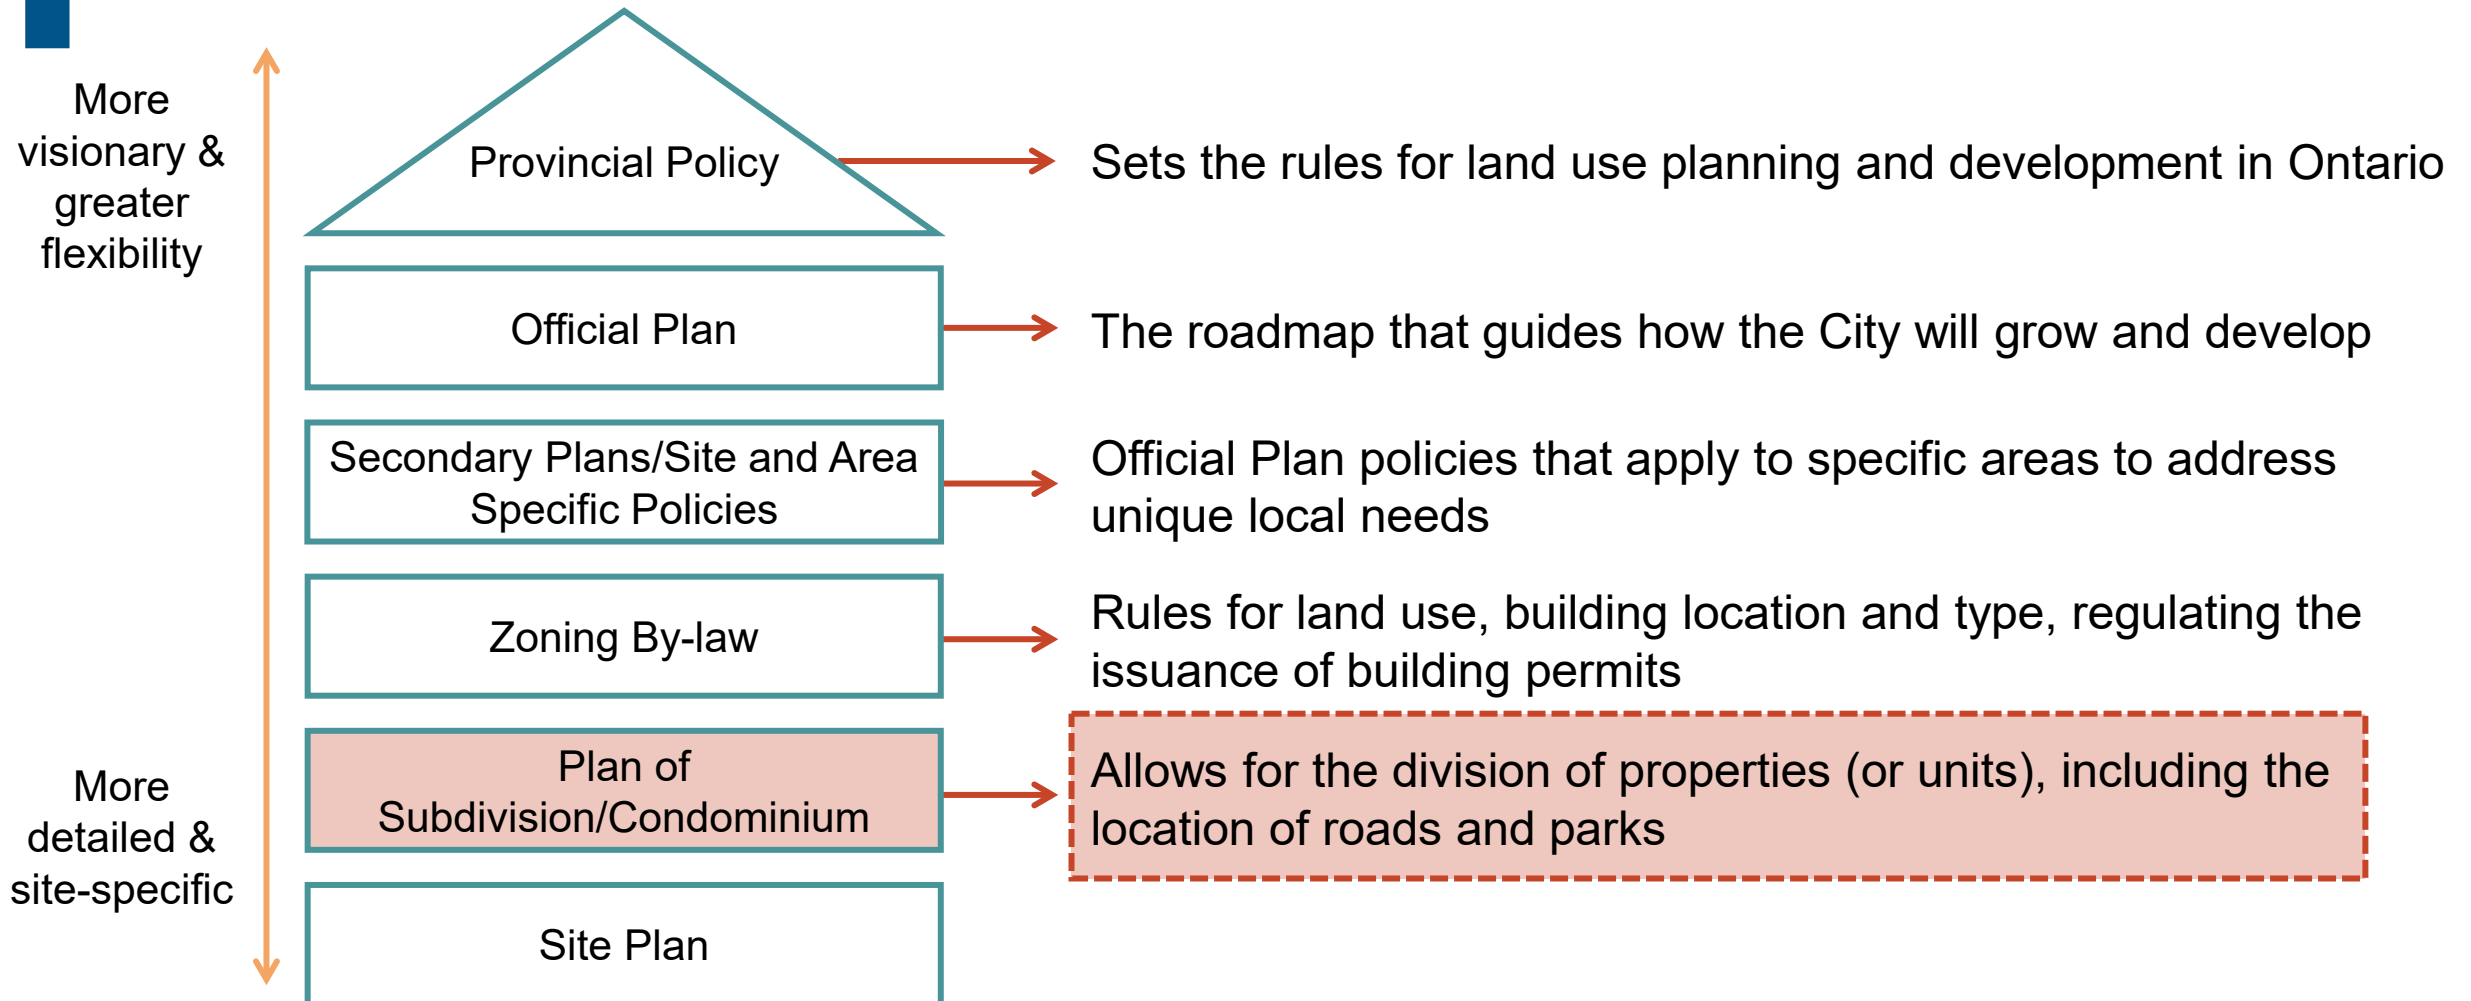 More
visionary &
greater
flexibility
Provincial Policy
Sets the rules for land use planning and development in Ontario
Official Plan
The roadmap that guides how the City will grow and develop
Secondary Plans/Site and Area
Specific Policies
Official Plan policies that apply to specific areas to address
unique local needs
Zoning By-law
Rules for land use, building location and type, regulating the
issuance of building permits
More
detailed &
site-specific
Plan of
Subdivision/Condominium
Allows for the division of properties (or units), including the
location of roads and parks
Site Plan